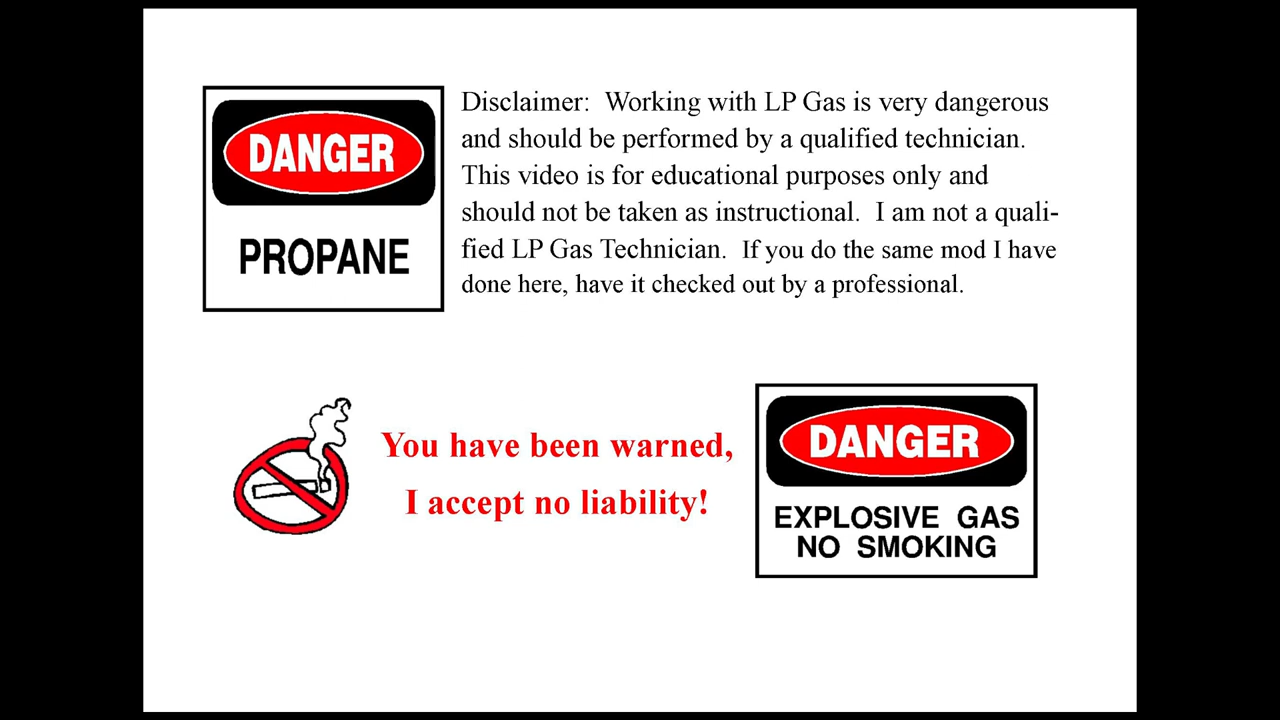 DANGER
PROPANE
Disclaimer:  Working with LP Gas is very dangerous
and should be performed by a qualified technician.
This video is for educational purposes only and
should not be taken as instructional.  I am not a quali-
fied LP Gas Technician.  If you do the same mod I have
done here, have it checked out by a professional.
You have been warned,
I accept no liability!
DANGER
EXPLOSIVE GAS
NO SMOKING